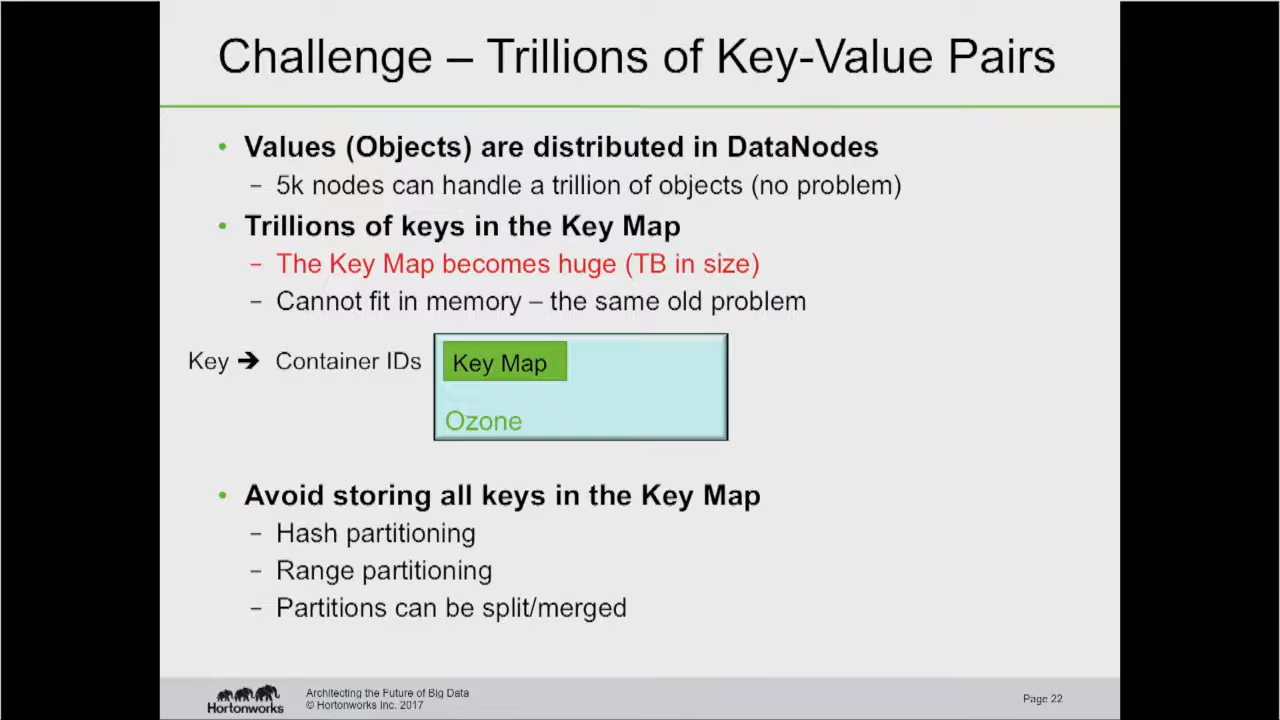 Challenge – Trillions of Key-Value Pairs
• Values (Objects) are distributed in DataNodes
– 5k nodes can handle a trillion of objects (no problem)
• Trillions of keys in the Key Map
– The Key Map becomes huge (TB in size)
– Cannot fit in memory – the same old problem
Key ➔ Container IDs
Key Map
Ozone
• Avoid storing all keys in the Key Map
– Hash partitioning
– Range partitioning
– Partitions can be split/merged
Hortonworks
Architecting the Future of Big Data
© Hortonworks Inc. 2017
Page 22